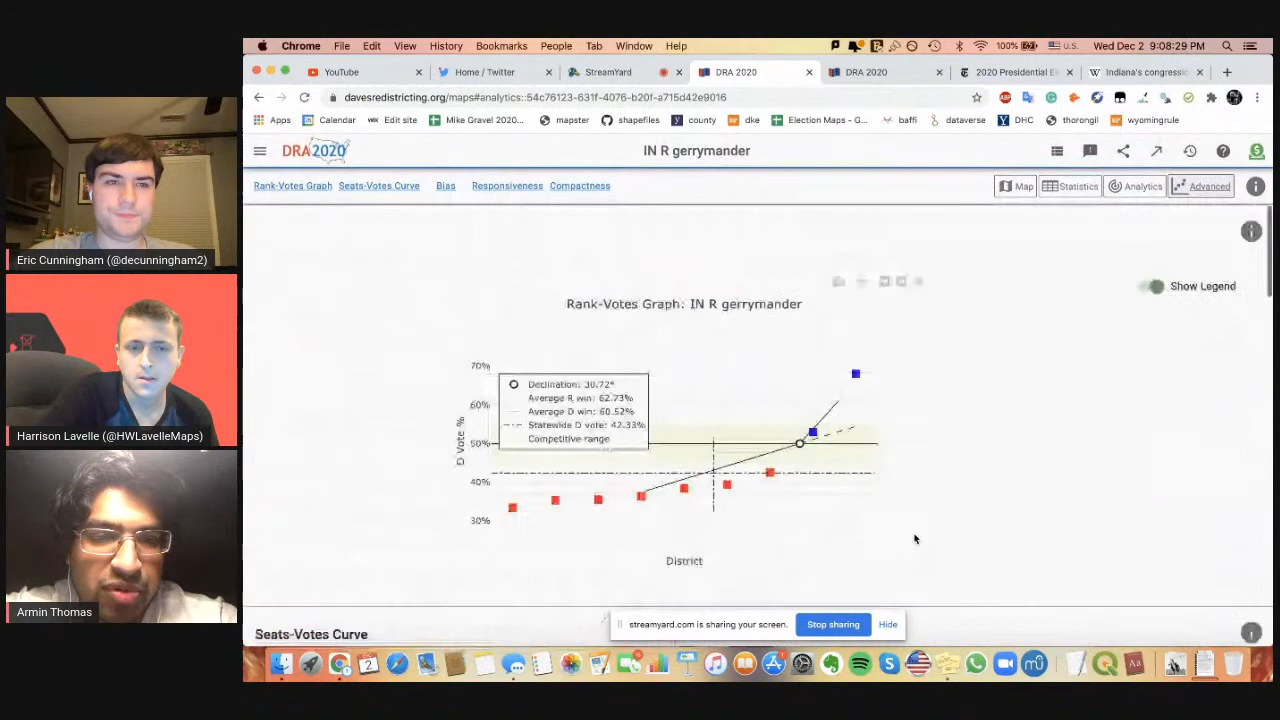 Chrome File Edit View History Bookmarks People Tab Window Help 100% U.S. Wed Dec 2 9:08:29 PM
YouTube Home / Twitter StreamYard DRA 2020 DRA 2020 2020 Presidential El Indiana's congressic
davesredistricting.org/maps#analytics::54c76123-631f-4076-b20f-a715d42e9016
Apps Calendar Edit site Mike Gravel 2020... mapster shapefiles county dke Election Maps - G... baffi dataverse DHC thorongil wyomingrule
DRA2020 IN R gerrymander
Rank-Votes Graph Seats-Votes Curve Bias Responsiveness Compactness Map Statistics Analytics Advanced
Show Legend
Rank-Votes Graph: IN R gerrymander
70%
60%
50%
40%
30%
D Vote %
Declination: 30.72°
Average R win: 62.73%
Average D win: 60.52%
Statewide D vote: 42.33%
Competitive range
District
Seats-Votes Curve
streamyard.com is sharing your screen. Stop sharing Hide
Eric Cunningham (@decunningham2)
Harrison Lavelle (@HWLavelleMaps)
Armin Thomas